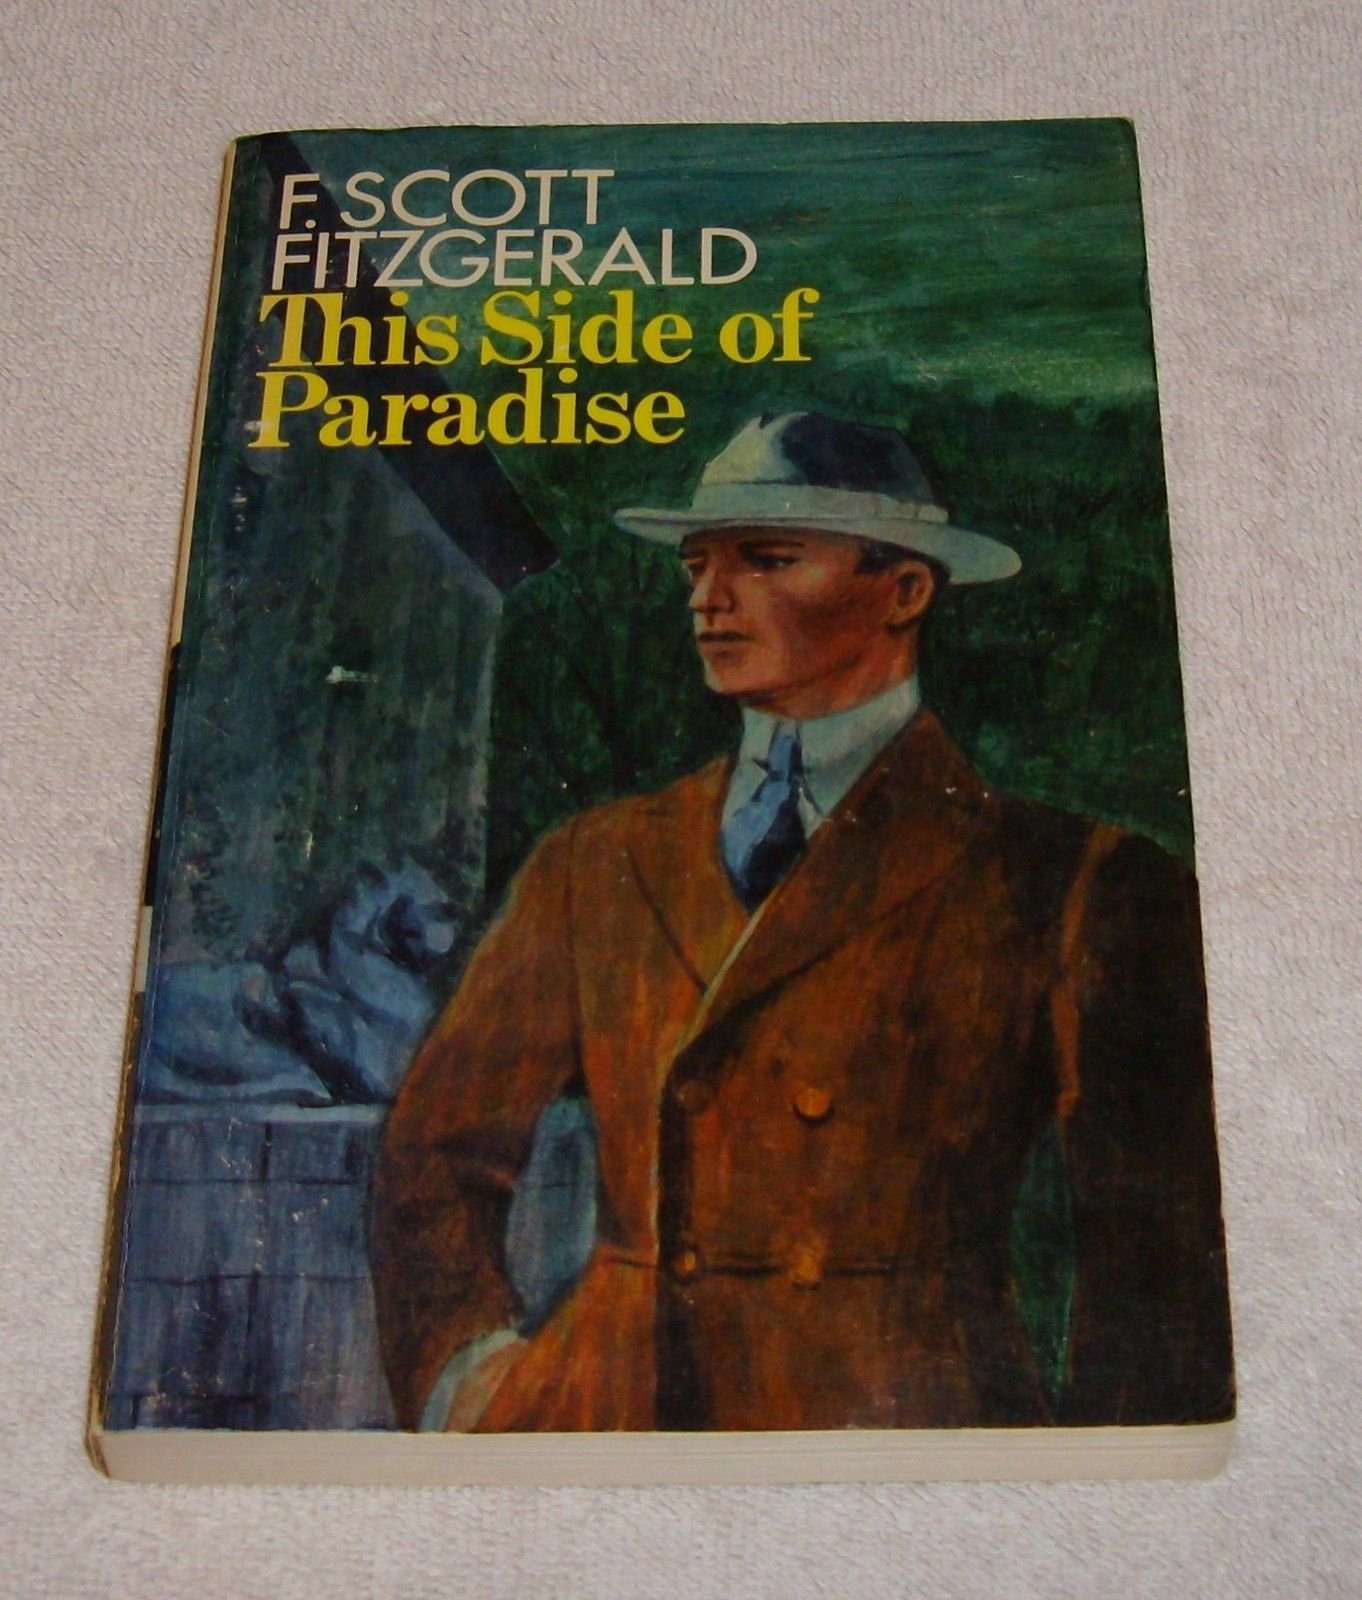 F. SCOTT
FITZGERALD
This Side of
Paradise